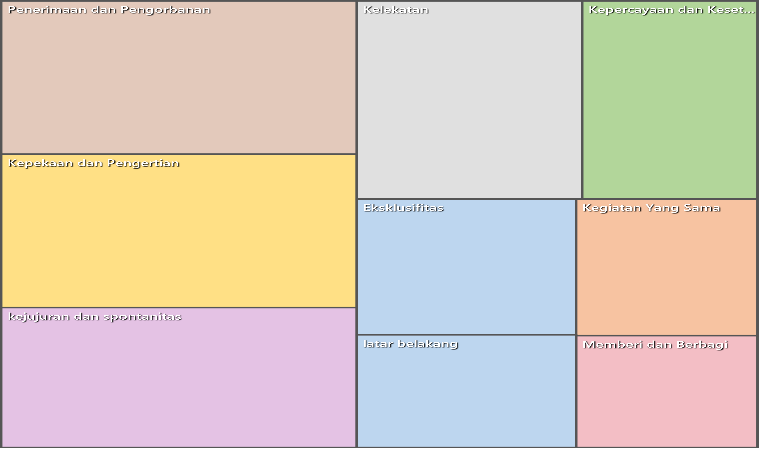 Penerimaan dan Pengorbanan
Kelekatan
Kepercayaan dan Keset...
Kepekaan dan Pengertian
Eksklusifitas
Kegiatan Yang Sama
kejujuran dan spontanitas
latar belakang
Memberi dan Berbagi